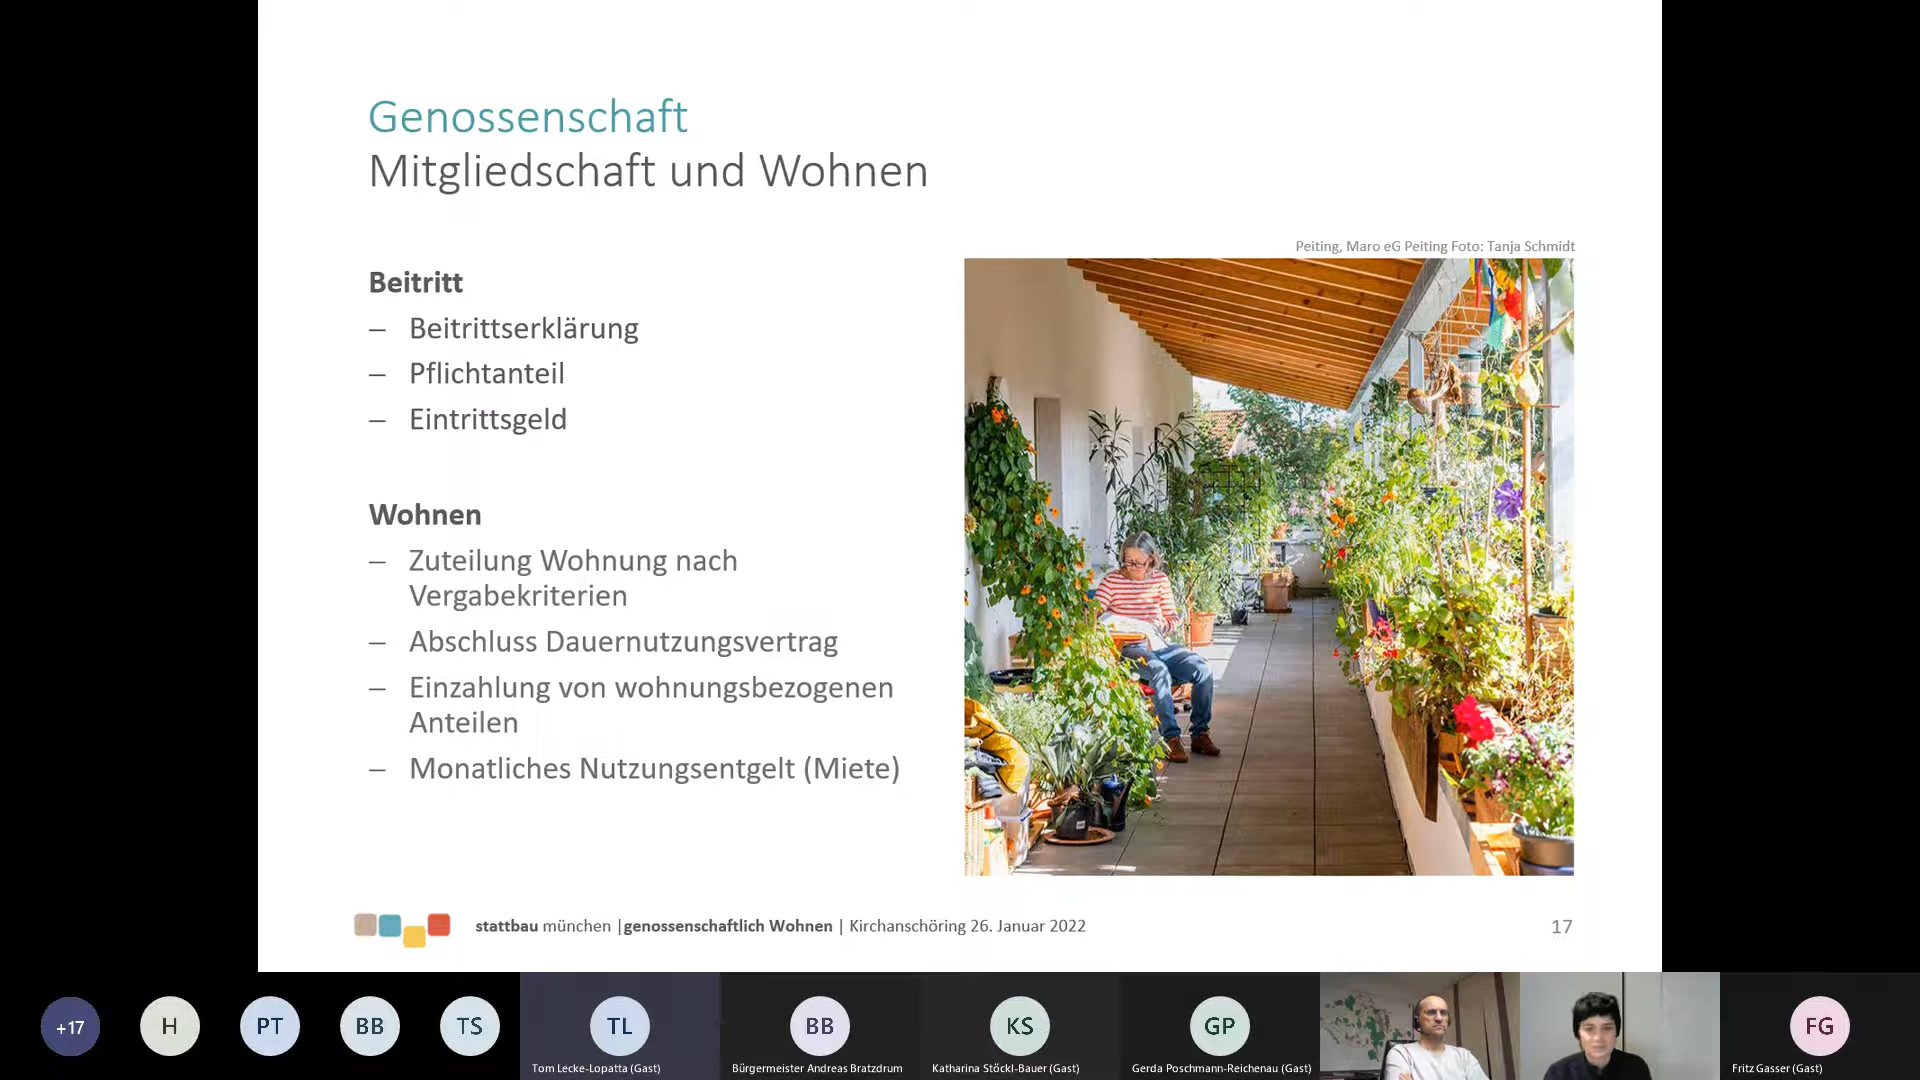 Genossenschaft
Mitgliedschaft und Wohnen
Peiting, Maro eG Peiting Foto: Tanja Schmidt
Beitritt
– Beitrittserklärung
– Pflichtanteil
– Eintrittsgeld
Wohnen
– Zuteilung Wohnung nach
Vergabekriterien
– Abschluss Dauernutzungsvertrag
– Einzahlung von wohnungsbezogenen
Anteilen
– Monatliches Nutzungsentgelt (Miete)
stattbau münchen |genossenschaftlich Wohnen | Kirchanschöring 26. Januar 2022
17
+17
H
PT
BB
TS
TL
BB
KS
GP
FG
Tom Lecke-Lopatta (Gast)
Bürgermeister Andreas Bratzdrum
Katharina Stöckl-Bauer (Gast)
Gerda Poschmann-Reichenau (Gast)
Fritz Gasser (Gast)